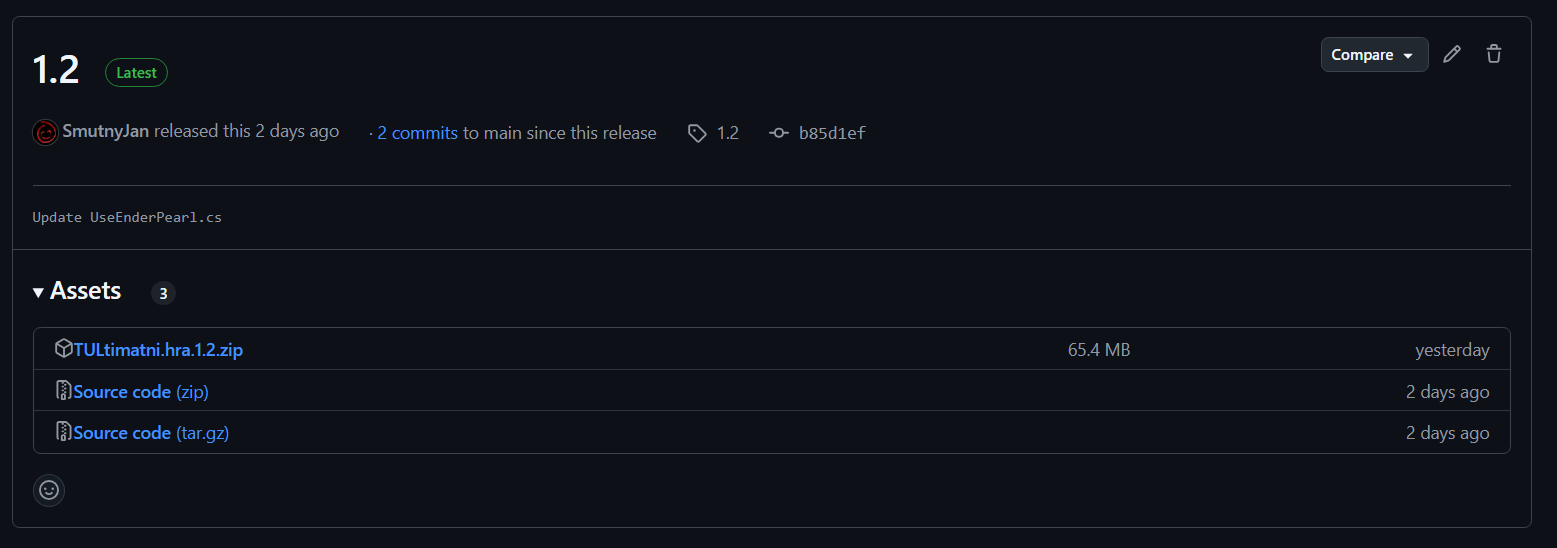 1.2 Latest Compare
SmutnyJan released this 2 days ago · 2 commits to main since this release 1.2 b85d1ef
Update UseEnderPearl.cs
Assets 3
TULtimatni.hra.1.2.zip 65.4 MB yesterday
Source code (zip) 2 days ago
Source code (tar.gz) 2 days ago